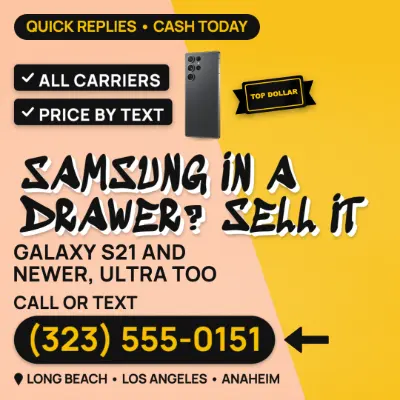 QUICK REPLIES • CASH TODAY
ALL CARRIERS
PRICE BY TEXT
TOP DOLLAR
SAMSUNG IN A
DRAWER? SELL IT
GALAXY S21 AND
NEWER, ULTRA TOO
CALL OR TEXT
(323) 555-0151
LONG BEACH • LOS ANGELES • ANAHEIM